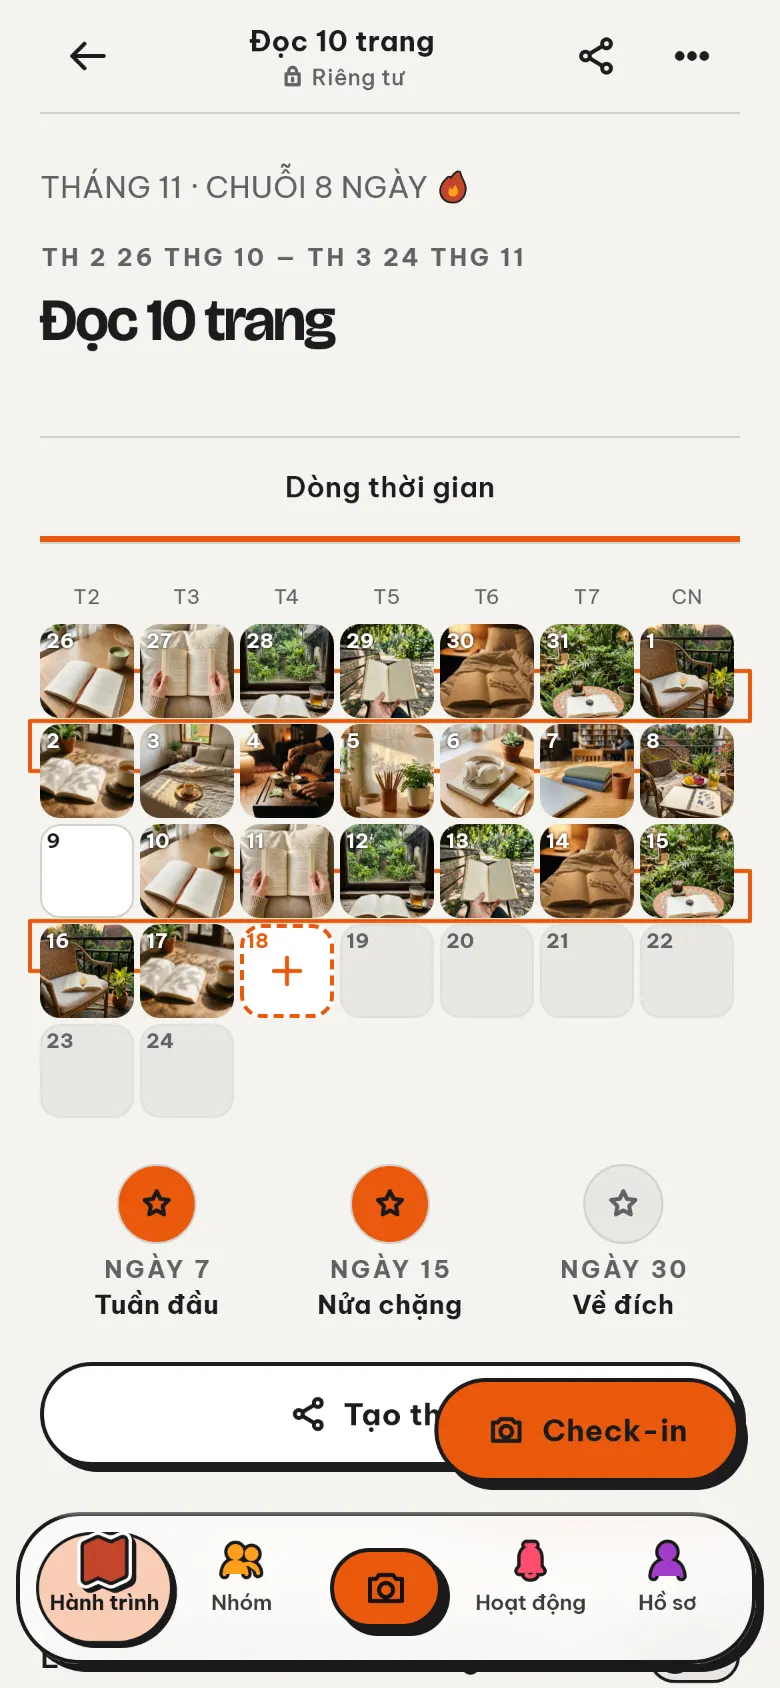 Đọc 10 trang
Riêng tư
THÁNG 11 · CHUỖI 8 NGÀY
TH 2 26 THG 10 – TH 3 24 THG 11
Đọc 10 trang
Dòng thời gian
T2 T3 T4 T5 T6 T7 CN
26 27 28 29 30 31 1
2 3 4 5 6 7 8
9 10 11 12 13 14 15
16 17 18 19 20 21 22
23 24
NGÀY 7 NGÀY 15 NGÀY 30
Tuần đầu Nửa chặng Về đích
Tạo
Check-in
Hành trình Nhóm Hoạt động Hồ sơ